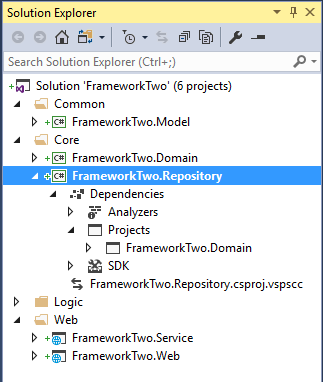 Solution Explorer
Search Solution Explorer (Ctrl+;)
Solution 'FrameworkTwo' (6 projects)
Common
C# FrameworkTwo.Model
Core
C# FrameworkTwo.Domain
C# FrameworkTwo.Repository
Dependencies
Analyzers
Projects
FrameworkTwo.Domain
SDK
FrameworkTwo.Repository.csproj.vspscc
Logic
Web
FrameworkTwo.Service
FrameworkTwo.Web